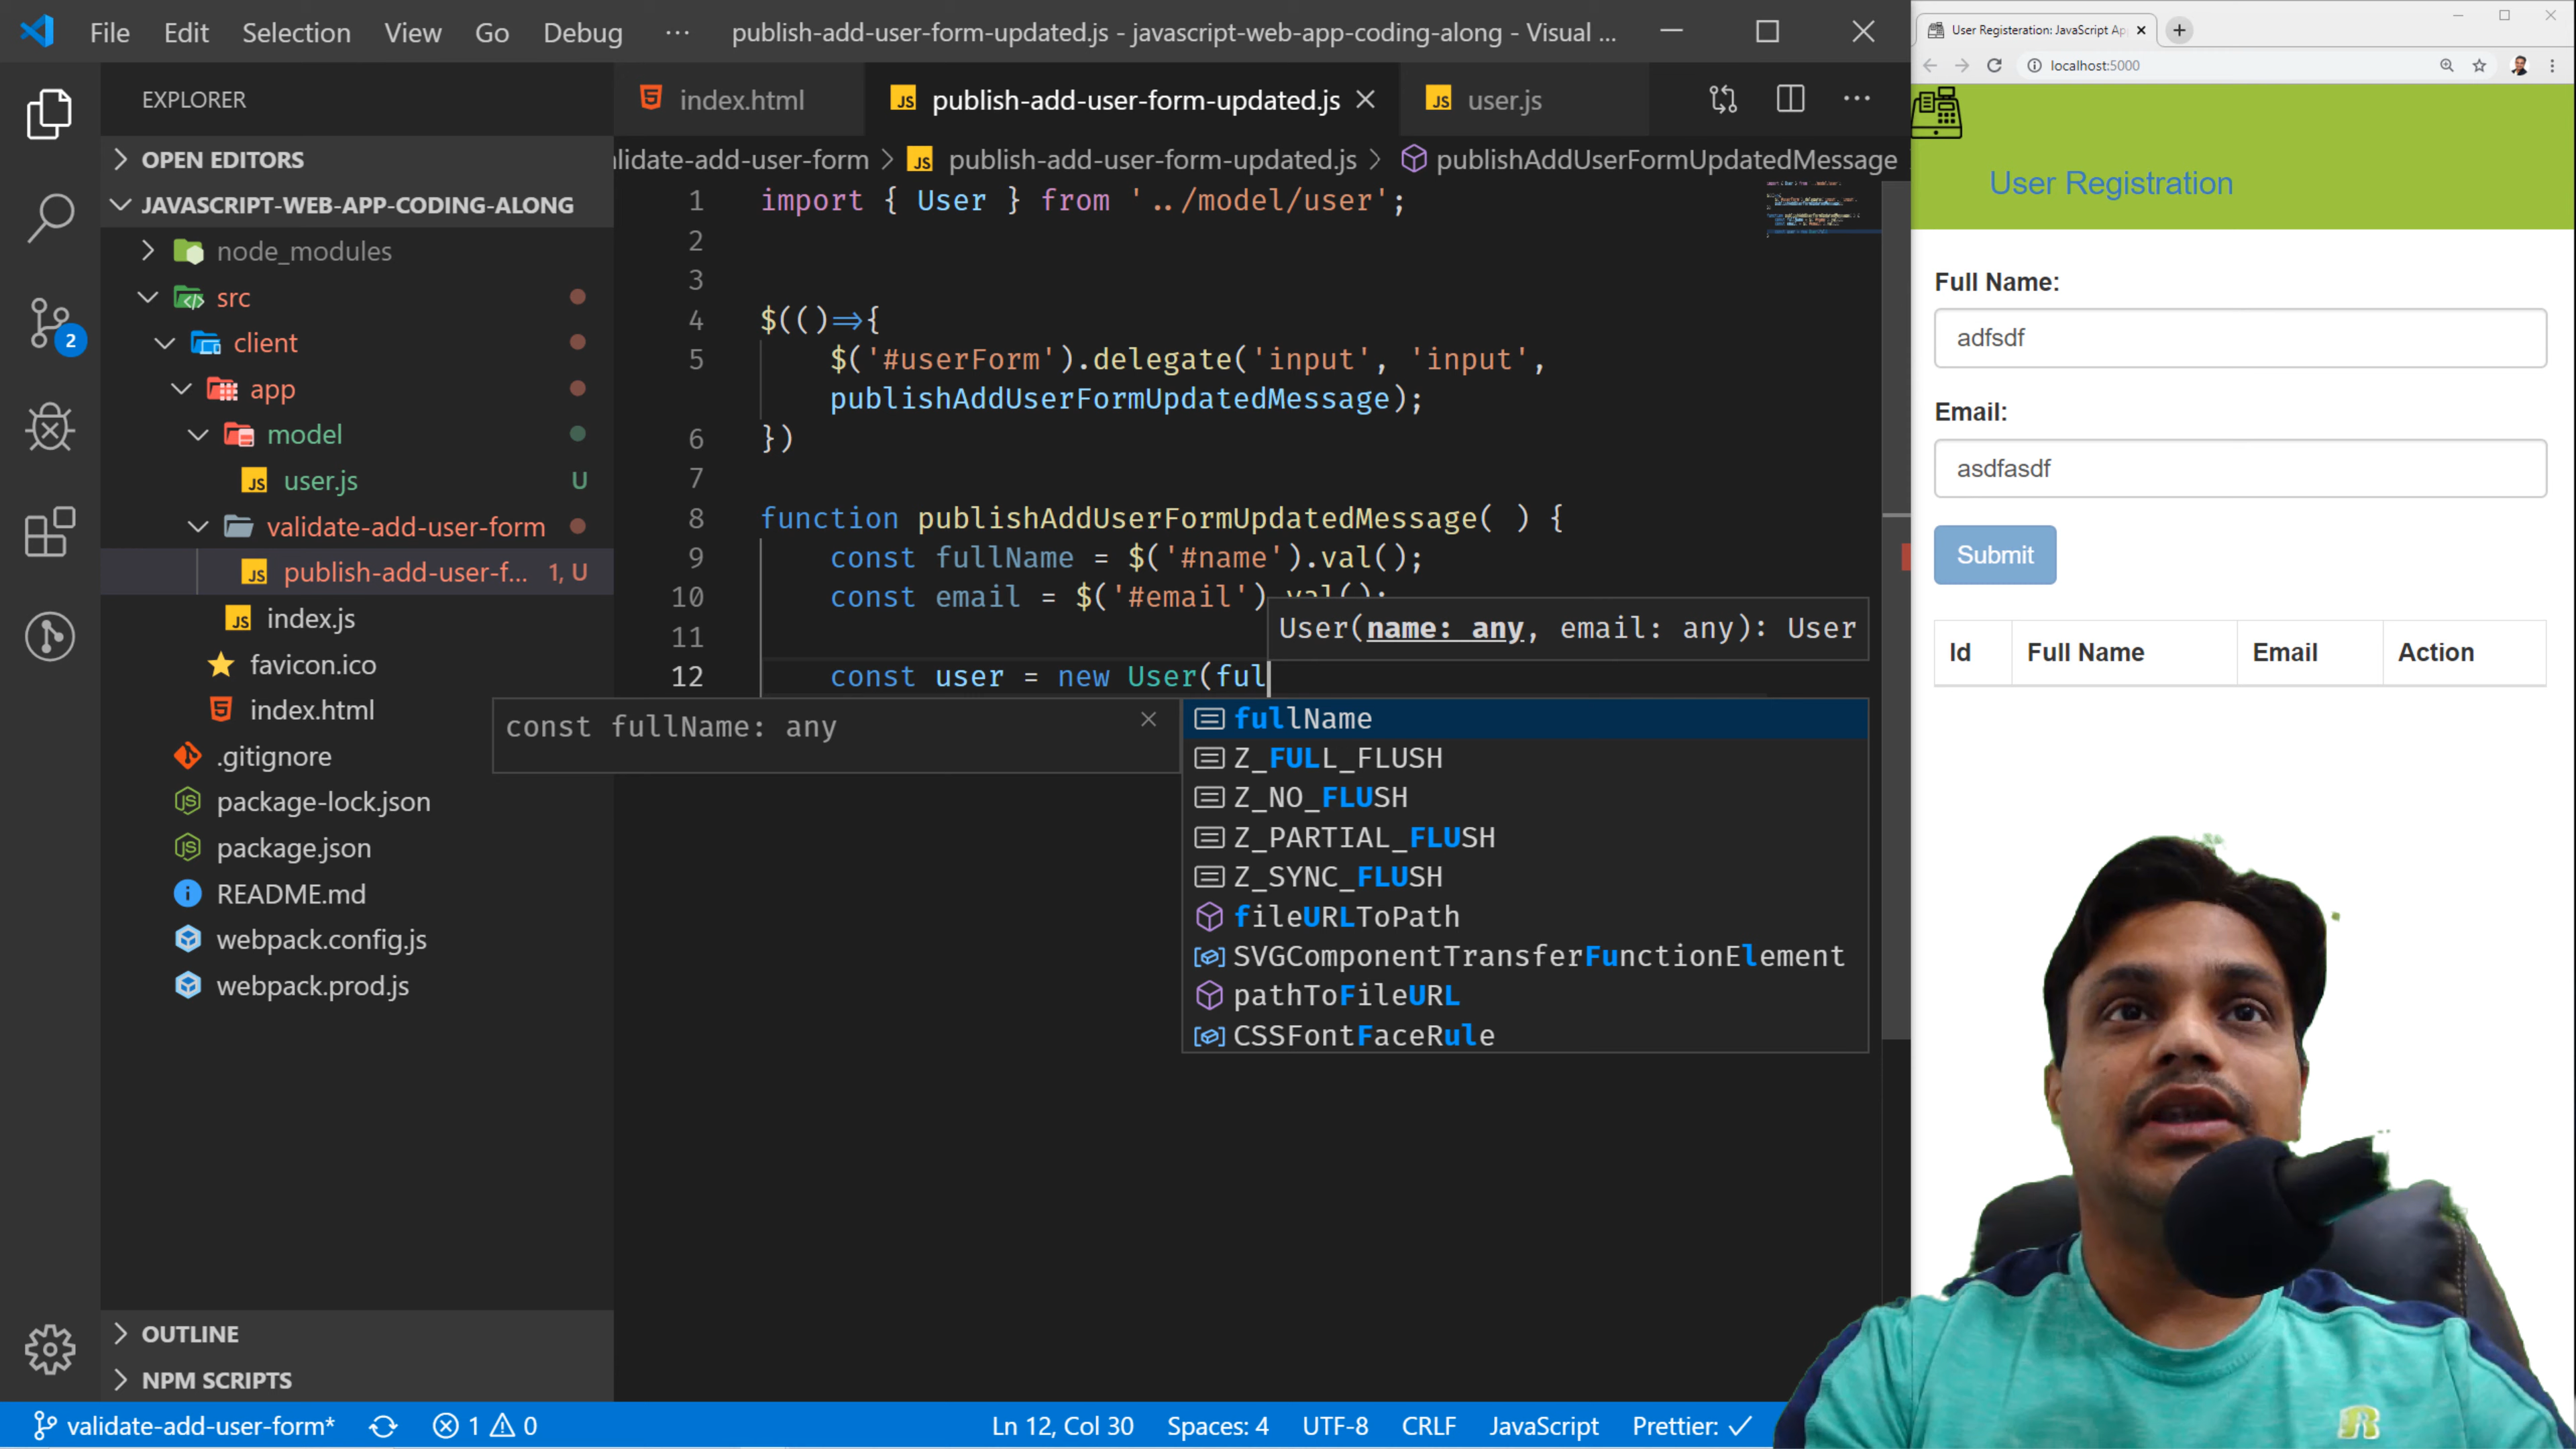 File Edit Selection View Go Debug ··· publish-add-user-form-updated.js - javascript-web-app-coding-along - Visual ...
EXPLORER
OPEN EDITORS
JAVASCRIPT-WEB-APP-CODING-ALONG
node_modules
src
client
app
model
user.js U
validate-add-user-form
publish-add-user-f... 1, U
index.js
favicon.ico
index.html
.gitignore
package-lock.json
package.json
README.md
webpack.config.js
webpack.prod.js
OUTLINE
NPM SCRIPTS
2
index.html publish-add-user-form-updated.js user.js
lidate-add-user-form > publish-add-user-form-updated.js > publishAddUserFormUpdatedMessage
1 import { User } from '../model/user';
2
3
4 $(()=>{
5 $('#userForm').delegate('input', 'input',
publishAddUserFormUpdatedMessage);
6 })
7
8 function publishAddUserFormUpdatedMessage( ) {
9 const fullName = $('#name').val();
10 const email = $('#email').val();
11
User(name: any, email: any): User
12 const user = new User(ful
const fullName: any
fullName
Z_FULL_FLUSH
Z_NO_FLUSH
Z_PARTIAL_FLUSH
Z_SYNC_FLUSH
fileURLToPath
SVGComponentTransferFunctionElement
pathToFileURL
CSSFontFaceRule
validate-add-user-form* 1 0 Ln 12, Col 30 Spaces: 4 UTF-8 CRLF JavaScript Prettier: ✓
User Registeration: JavaScript Ap
localhost:5000
User Registration
Full Name:
adfsdf
Email:
asdfasdf
Submit
Id Full Name Email Action